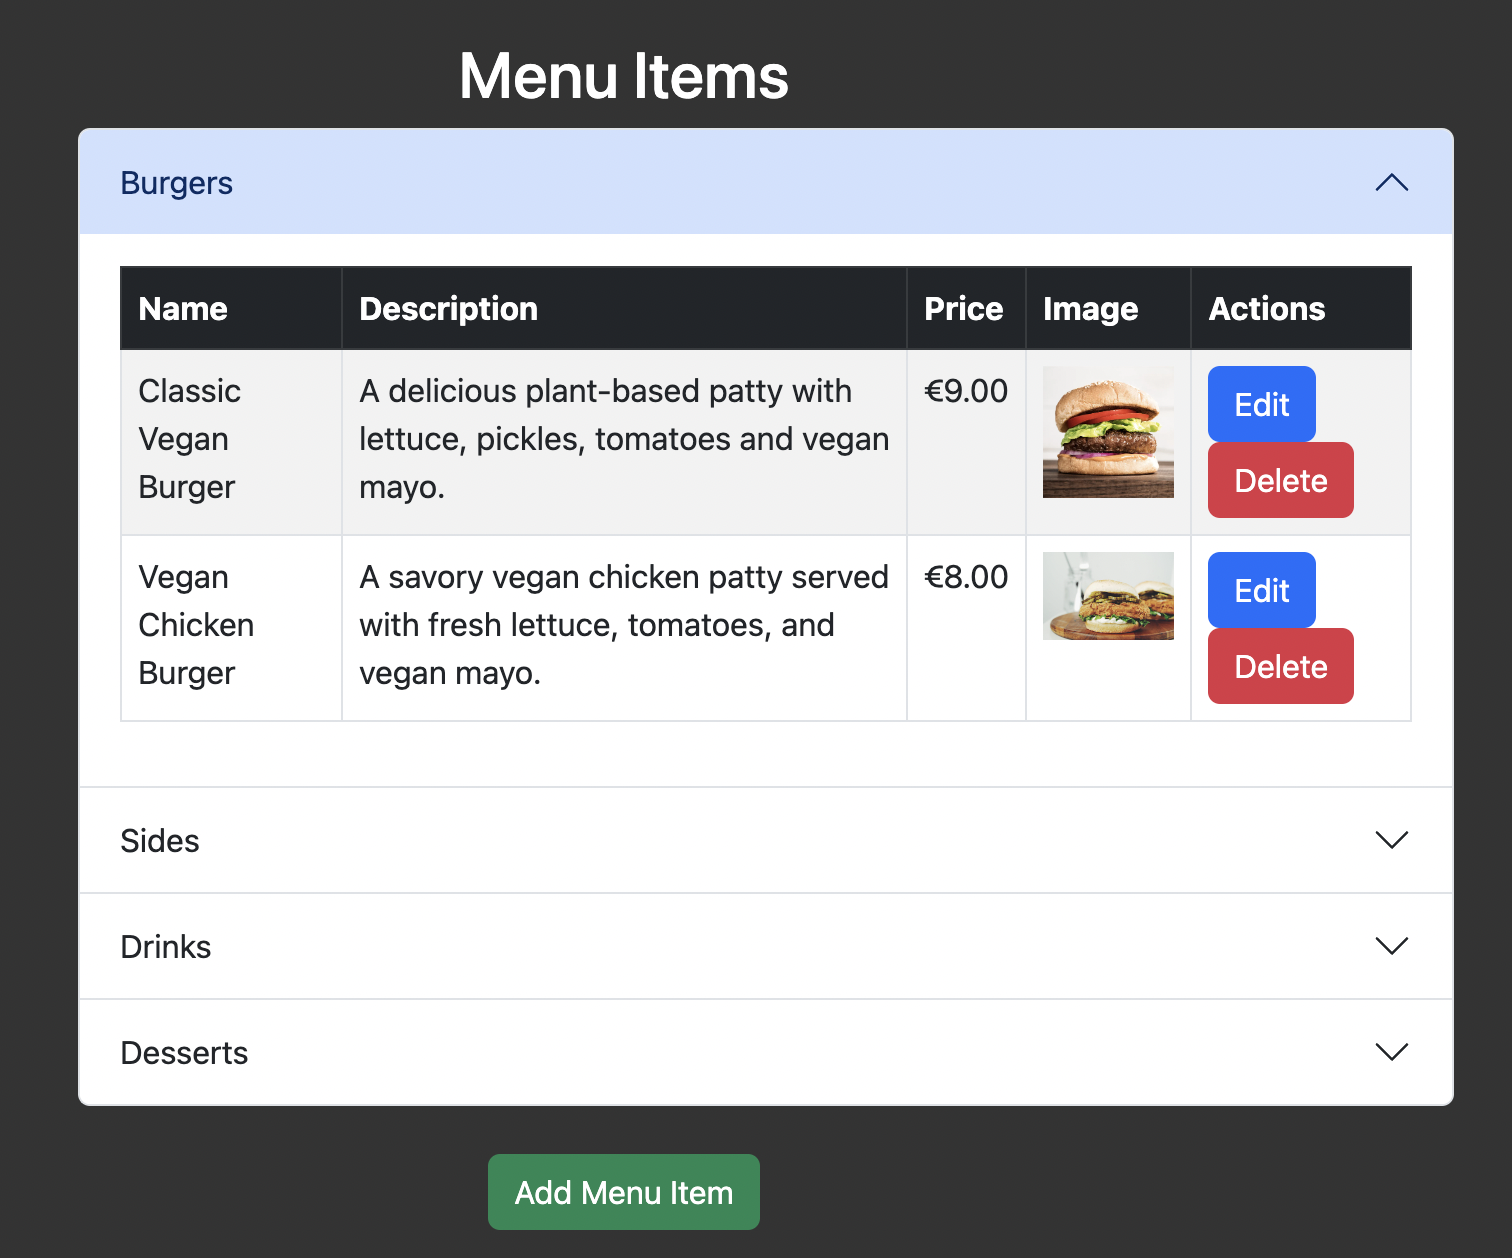 Menu Items
Burgers
Name Description Price Image Actions
Classic
Vegan
Burger
A delicious plant-based patty with
lettuce, pickles, tomatoes and vegan
mayo.
€9.00
Edit
Delete
Vegan
Chicken
Burger
A savory vegan chicken patty served
with fresh lettuce, tomatoes, and
vegan mayo.
€8.00
Edit
Delete
Sides
Drinks
Desserts
Add Menu Item